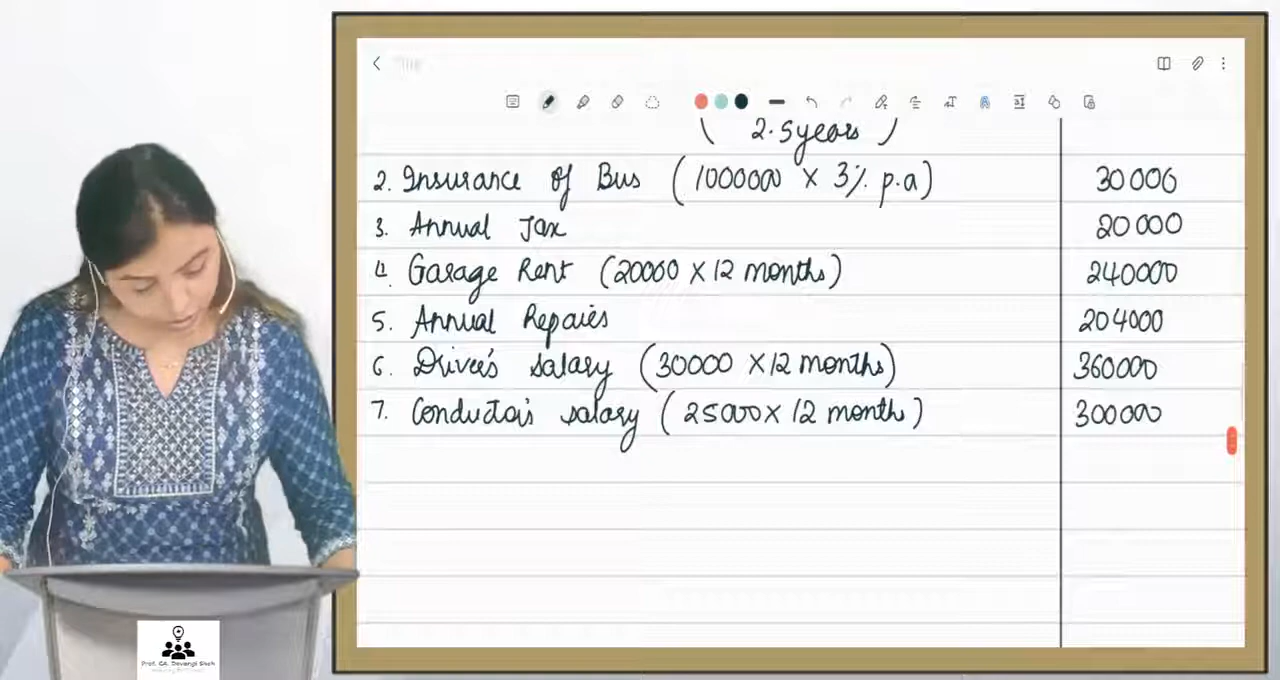 ( 2.5 years )
2. Insurance of Bus (1000000 X 3% p.a) 30000
3. Annual Tax 20000
4. Garage Rent (20000 X 12 months) 240000
5. Annual Repairs 204000
6. Driver's salary (30000 X 12 months) 360000
7. Conductor's salary (25000 X 12 month) 300000
Prof. CA. Devangi Shah